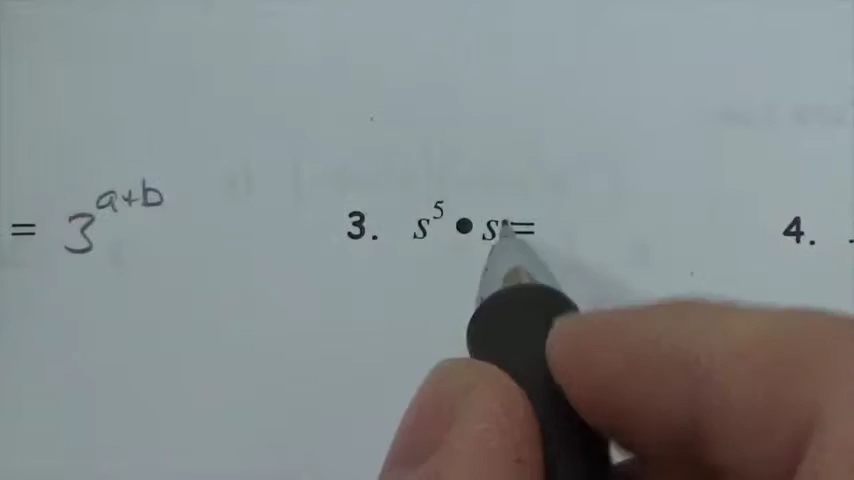 = 3^{a+b} 3. s^5 • s = 4.